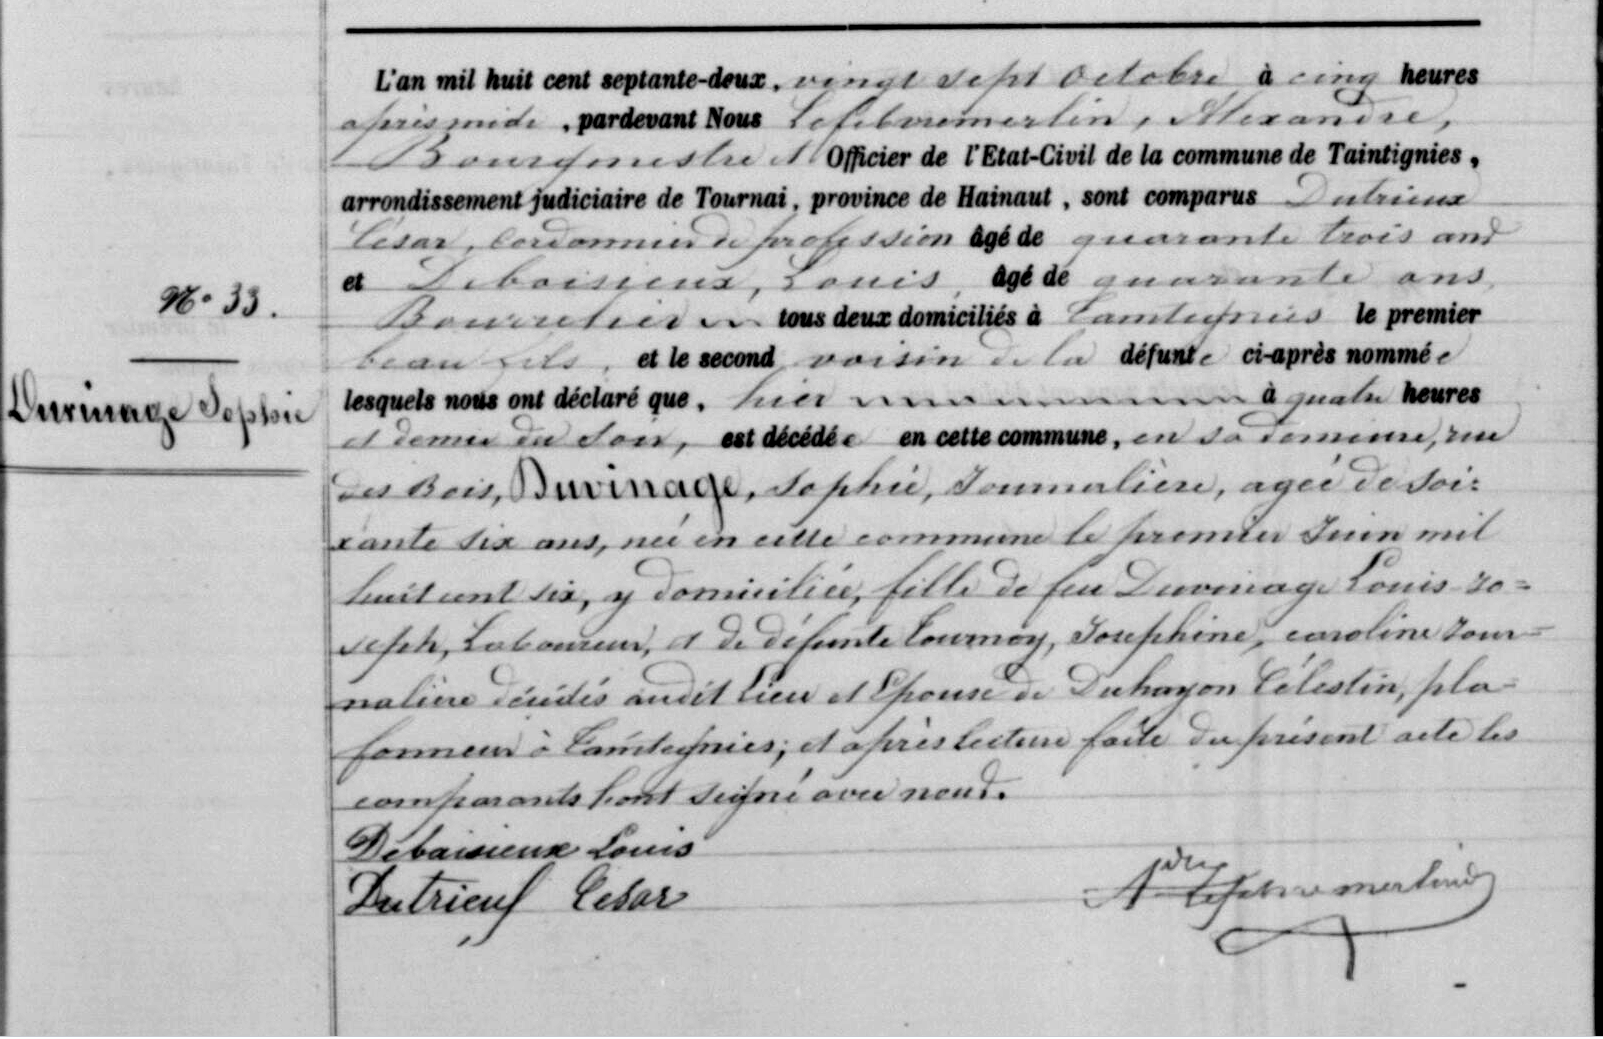 L'an mil huit cent septante-deux, vingt sept Octobre à cinq heures
après midi, pardevant Nous Lefebvremerlin, Alexandre,
Bourgmestre et Officier de l'Etat-Civil de la commune de Taintignies,
arrondissement judiciaire de Tournai, province de Hainaut, sont comparus Dutrieux
César, Cordonnier de profession âgé de quarante trois ans
et Debaisieux, Louis, âgé de quarante ans,
Bourrelier tous deux domiciliés à Taintegnies le premier
beau fils, et le second voisin de la défunte ci-après nommée
lesquels nous ont déclaré que, hier à quatre heures
et demie du soir, est décédée en cette commune, en sa demeure, rue
des Bois, Duvinage, Sophie, Journalière, agée de soi=
xante six ans, née en cette commune le premier Juin mil
huit cent six, y domiciliée, fille de feu Duvinage Louis Jo=
seph, Laboureur, et de défunte Tournoy, Josephine, caroline Jour=
nalière décédés audit Lieu et Epouse de Duhayon Célestin, pla=
fonneur à Taintegnies; et après lecture faite du présent acte les
comparants l'ont signé avec nous.
N° 33.
Duvinage Sophie
Debaisieux Louis
Dutrieux César
Alexdre Lefebvremerlin